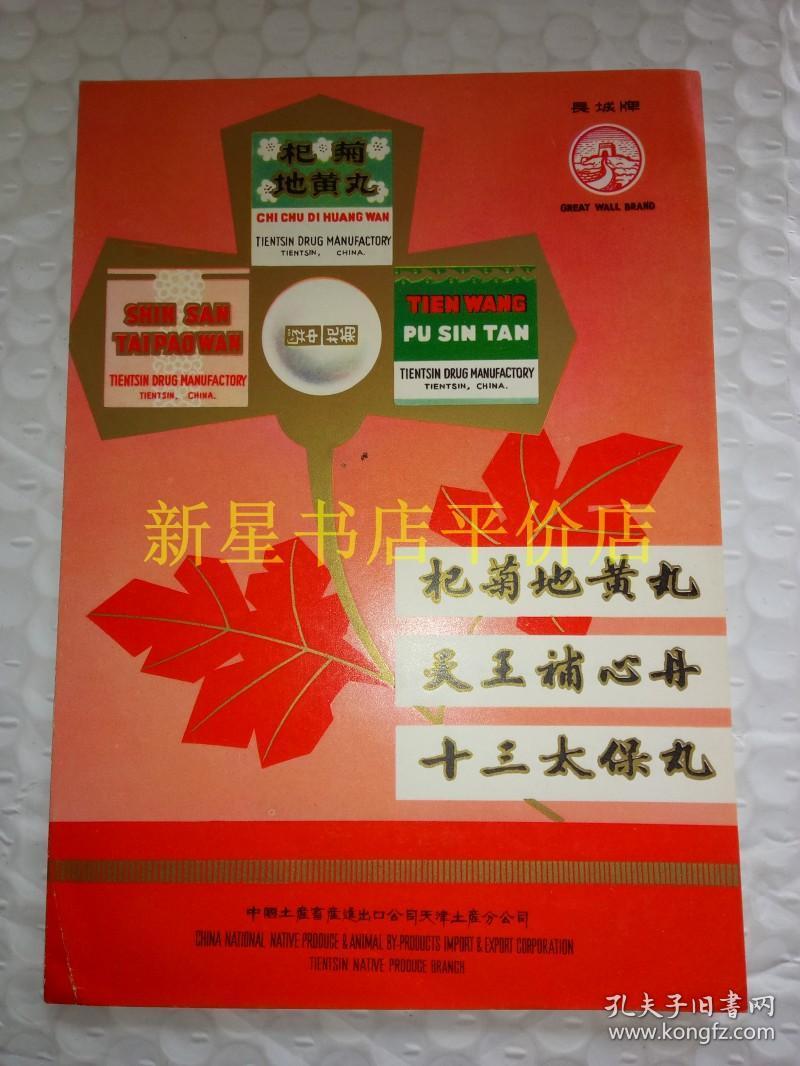 長城牌
GREAT WALL BRAND
杞菊
地黄丸
CHI CHU DI HUANG WAN
TIENTSIN DRUG MANUFACTORY
TIENTSIN, CHINA.
SHIH SAN
TAI PAO WAN
TIENTSIN DRUG MANUFACTORY
TIENTSIN, CHINA.
TIEN WANG
PU SIN TAN
TIENTSIN DRUG MANUFACTORY
TIENTSIN, CHINA.
新星书店平价店
杞菊地黄丸
天王補心丹
十三太保丸
中國土産畜産進出口公司天津土産分公司
CHINA NATIONAL NATIVE PRODUCE & ANIMAL BY-PRODUCTS IMPORT & EXPORT CORPORATION
TIENTSIN NATIVE PRODUCE BRANCH
孔夫子旧书网
www.kongfz.com